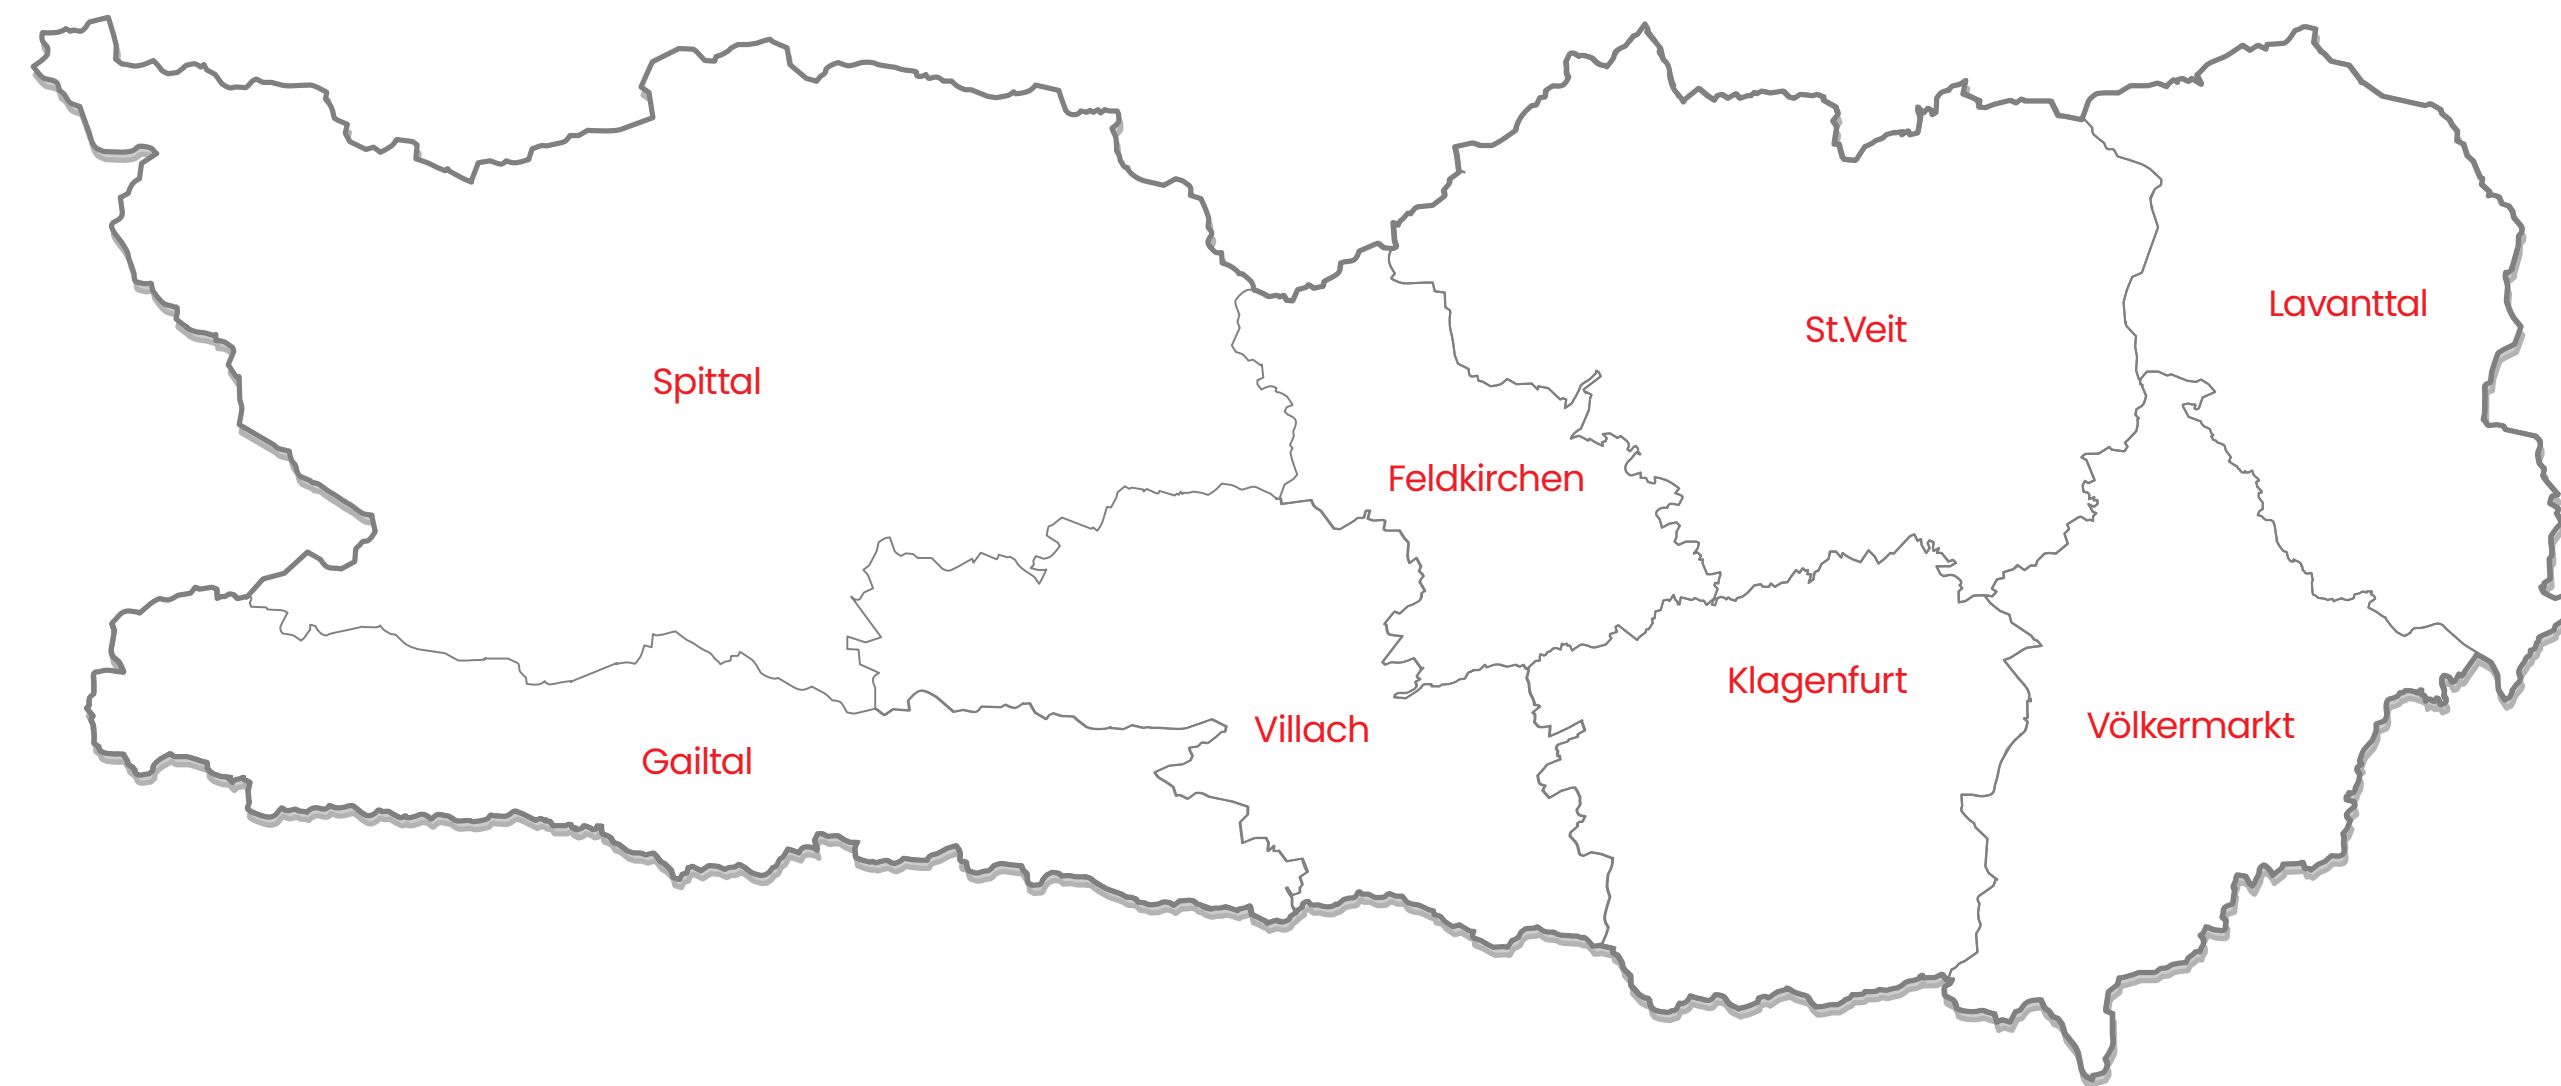 Lavanttal
St.Veit
Spittal
Feldkirchen
Klagenfurt
Völkermarkt
Villach
Gailtal